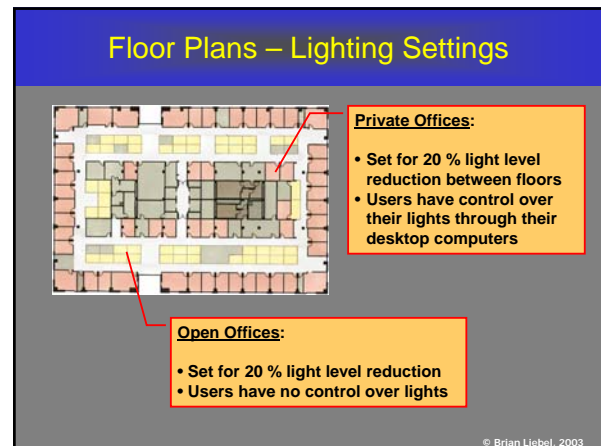 Floor Plans – Lighting Settings
Private Offices:
• Set for 20 % light level
reduction between floors
• Users have control over
their lights through their
desktop computers
Open Offices:
• Set for 20 % light level reduction
• Users have no control over lights
© Brian Liebel, 2003